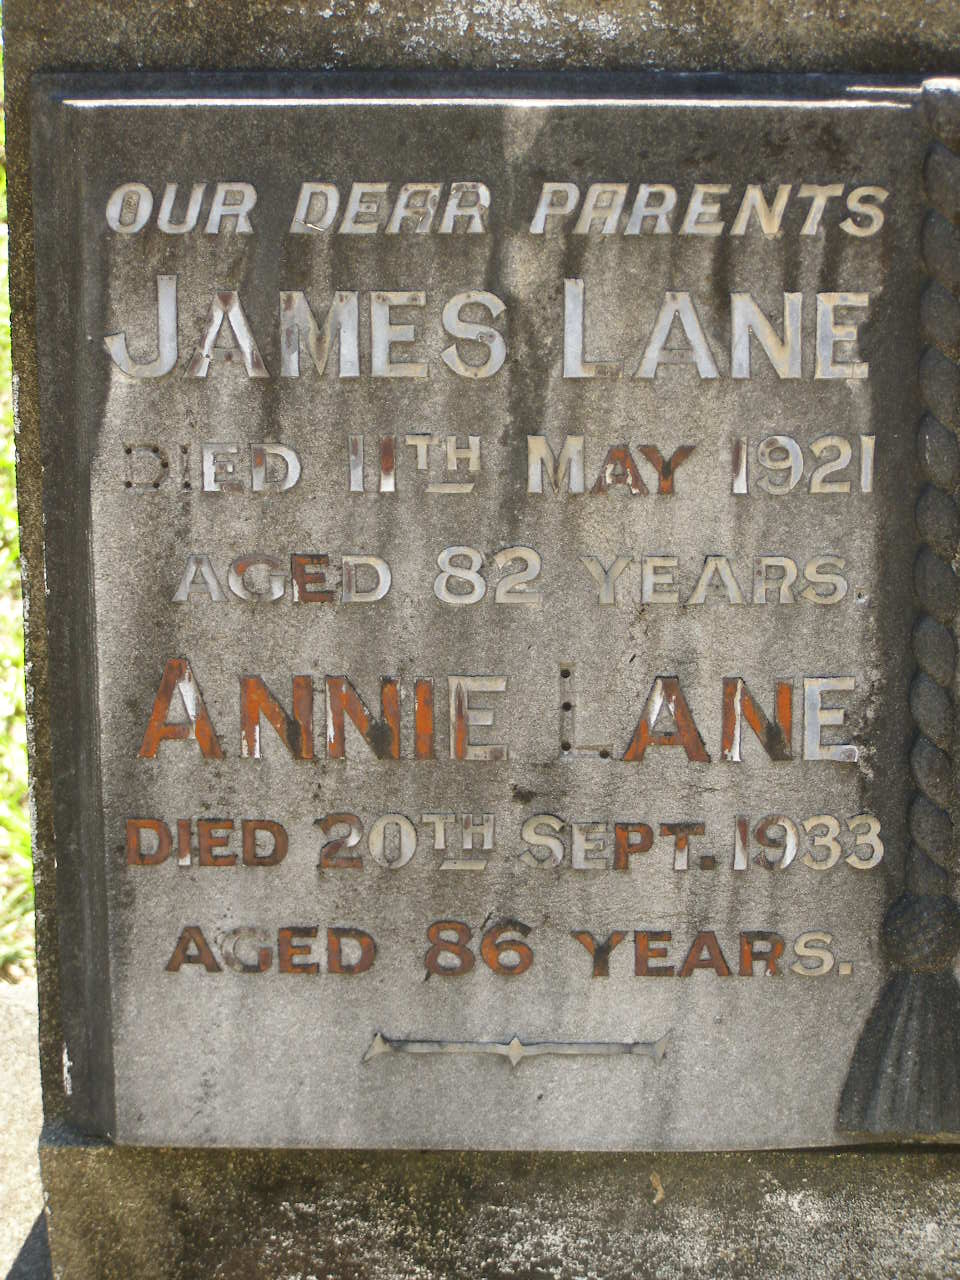 OUR DEAR PARENTS
JAMES LANE
DIED 11TH MAY 1921
AGED 82 YEARS.
ANNIE LANE
DIED 20TH SEPT. 1933
AGED 86 YEARS.